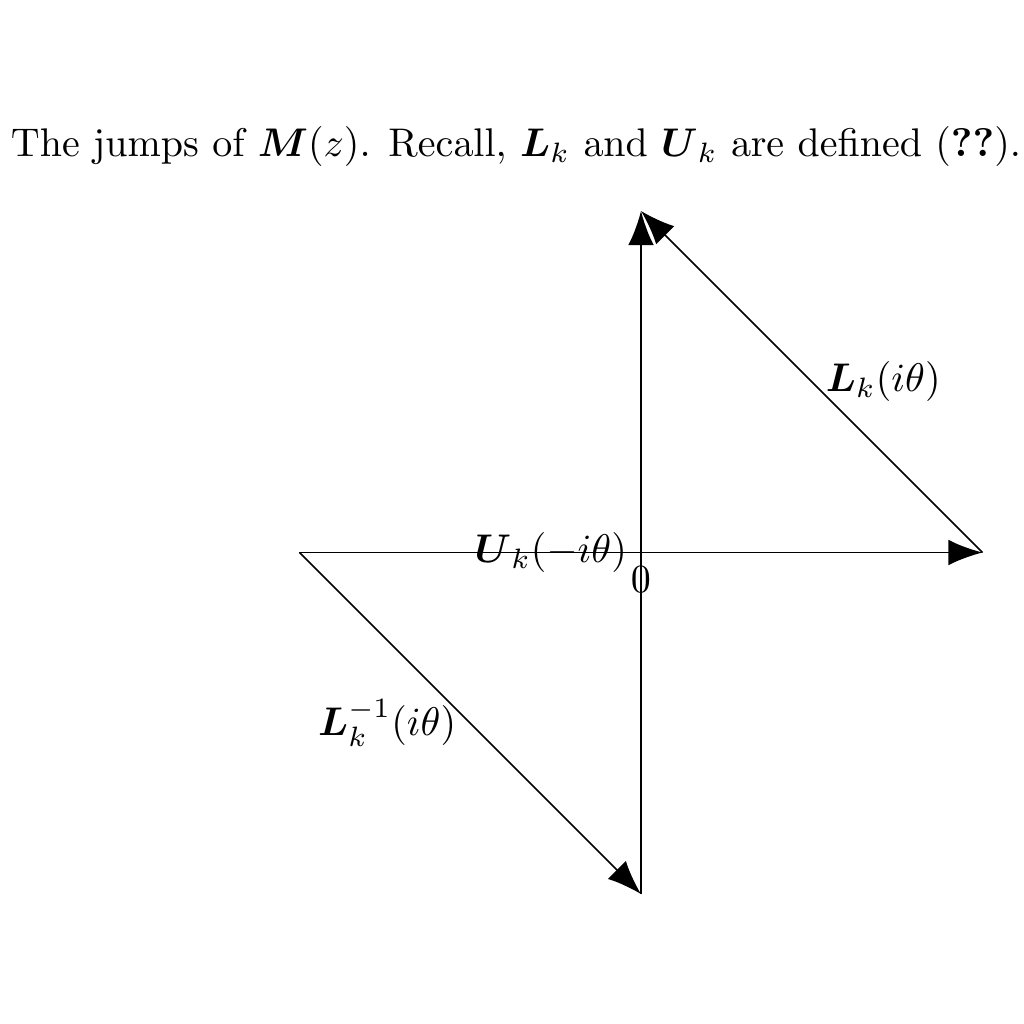 The jumps of M(z). Recall, L_k and U_k are defined (??).
L_k(iθ)
U_k(−iθ)
0
L_k^{−1}(iθ)